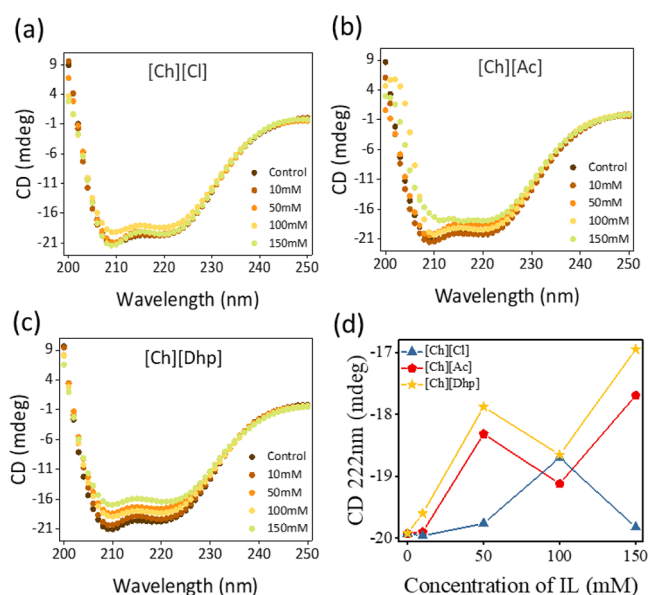 (a)
[Ch][Cl]
CD (mdeg)
9
4
-1
-6
-11
-16
-21
Control
10mM
50mM
100mM
150mM
200 210 220 230 240 250
Wavelength (nm)
(b)
[Ch][Ac]
CD (mdeg)
9
4
-1
-6
-11
-16
-21
Control
10mM
50mM
100mM
150mM
200 210 220 230 240 250
Wavelength (nm)
(c)
[Ch][Dhp]
CD (mdeg)
9
4
-1
-6
-11
-16
-21
Control
10mM
50mM
100mM
150mM
200 210 220 230 240 250
Wavelength (nm)
(d)
[Ch][Cl]
[Ch][Ac]
[Ch][Dhp]
CD 222nm (mdeg)
-17
-18
-19
-20
0 50 100 150
Concentration of IL (mM)